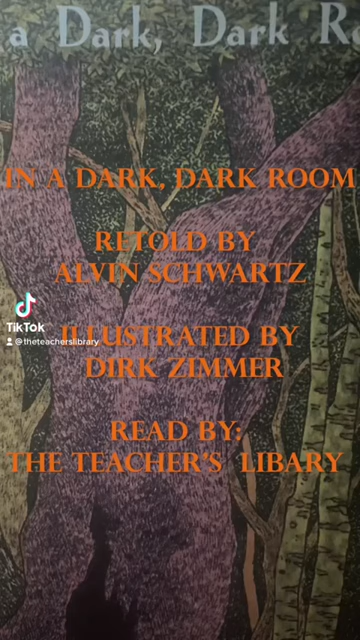 a Dark, Dark Ro
IN A DARK, DARK ROOM
RETOLD BY
ALVIN SCHWARTZ
TikTok
@theteacherslibrary
ILLUSTRATED BY
DIRK ZIMMER
READ BY:
THE TEACHER'S LIBARY